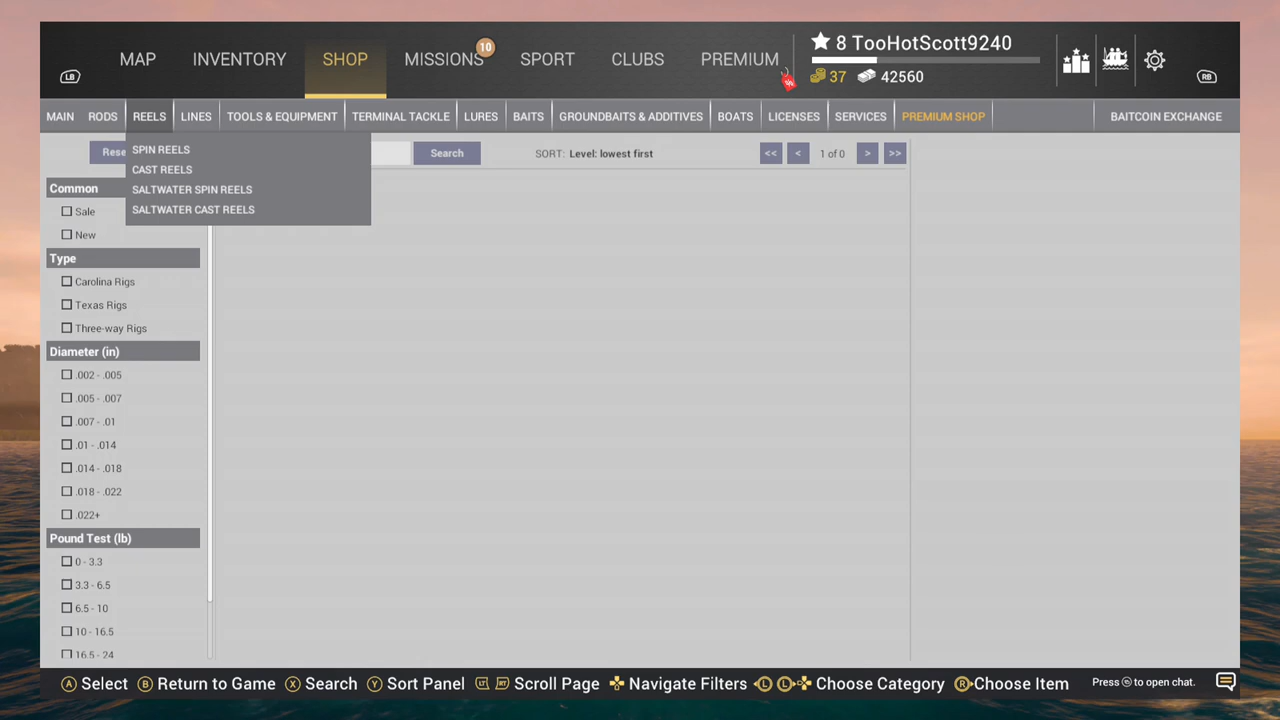 MAP INVENTORY SHOP MISSIONS 10 SPORT CLUBS PREMIUM
8 TooHotScott9240
37 42560
LB
RB
MAIN RODS REELS LINES TOOLS & EQUIPMENT TERMINAL TACKLE LURES BAITS GROUNDBAITS & ADDITIVES BOATS LICENSES SERVICES PREMIUM SHOP BAITCOIN EXCHANGE
SPIN REELS
CAST REELS
SALTWATER SPIN REELS
SALTWATER CAST REELS
Rese Search SORT: Level: lowest first << < 1 of 0 > >>
Common
Sale
New
Type
Carolina Rigs
Texas Rigs
Three-way Rigs
Diameter (in)
.002 - .005
.005 - .007
.007 - .01
.01 - .014
.014 - .018
.018 - .022
.022+
Pound Test (lb)
0 - 3.3
3.3 - 6.5
6.5 - 10
10 - 16.5
16.5 - 24
A Select B Return to Game X Search Y Sort Panel LT RT Scroll Page Navigate Filters L L Choose Category R Choose Item Press to open chat.